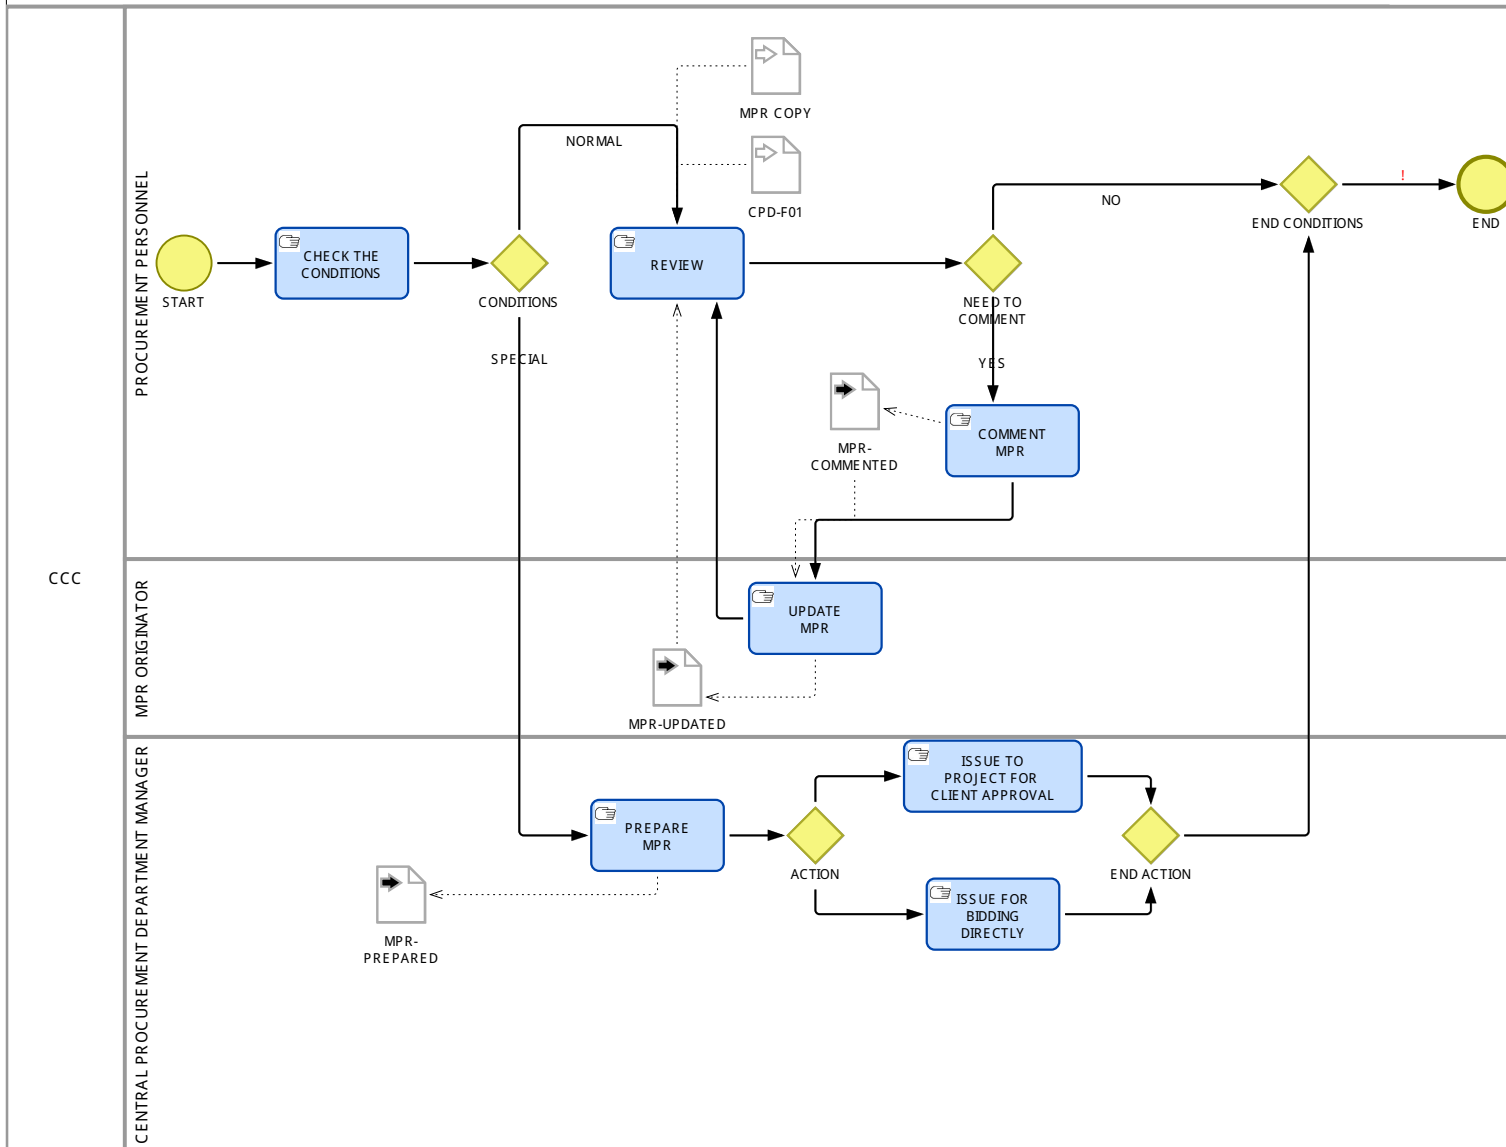 CCC
PROCUREMENT PERSONNEL
MPR COPY
NORMAL
CPD-F01
START
CHECK THE
CONDITIONS
CONDITIONS
REVIEW
NEED TO
COMMENT
NO
END CONDITIONS
!
END
SPECIAL
YES
MPR-
COMMENTED
COMMENT
MPR
MPR ORIGINATOR
UPDATE
MPR
MPR-UPDATED
CENTRAL PROCUREMENT DEPARTMENT MANAGER
ISSUE TO
PROJECT FOR
CLIENT APPROVAL
PREPARE
MPR
ACTION
END ACTION
ISSUE FOR
BIDDING
DIRECTLY
MPR-
PREPARED